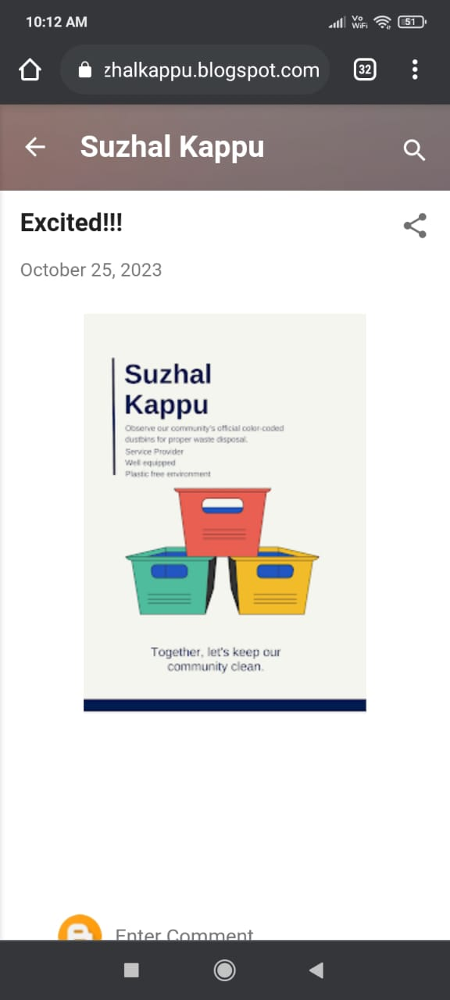 10:12 AM
Vo
WiFi
51
zhalkappu.blogspot.com
32
Suzhal Kappu
Excited!!!
October 25, 2023
Suzhal
Kappu
Observe our community's official color-coded
dustbins for proper waste disposal.
Service Provider
Well equipped
Plastic free environment
Together, let's keep our
community clean.
Enter Comment